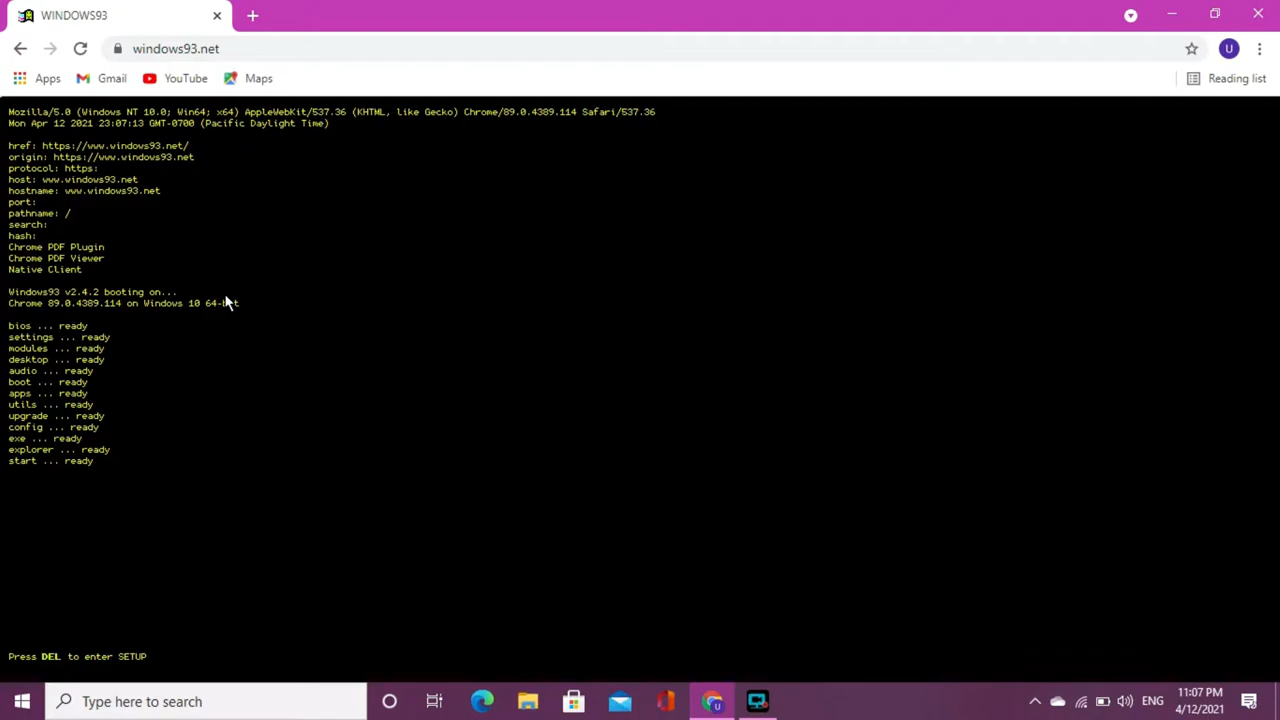 WINDOWS93
windows93.net
U
Apps
Gmail
YouTube
Maps
Reading list
Mozilla/5.0 (Windows NT 10.0; Win64; x64) AppleWebKit/537.36 (KHTML, like Gecko) Chrome/89.0.4389.114 Safari/537.36
Mon Apr 12 2021 23:07:13 GMT-0700 (Pacific Daylight Time)
href: https://www.windows93.net/
origin: https://www.windows93.net
protocol: https:
host: www.windows93.net
hostname: www.windows93.net
port:
pathname: /
search:
hash:
Chrome PDF Plugin
Chrome PDF Viewer
Native Client
Windows93 v2.4.2 booting on...
Chrome 89.0.4389.114 on Windows 10 64-bit
bios ... ready
settings ... ready
modules ... ready
desktop ... ready
audio ... ready
boot ... ready
apps ... ready
utils ... ready
upgrade ... ready
config ... ready
exe ... ready
explorer ... ready
start ... ready
Press DEL to enter SETUP
Type here to search
U
ENG
11:07 PM
4/12/2021